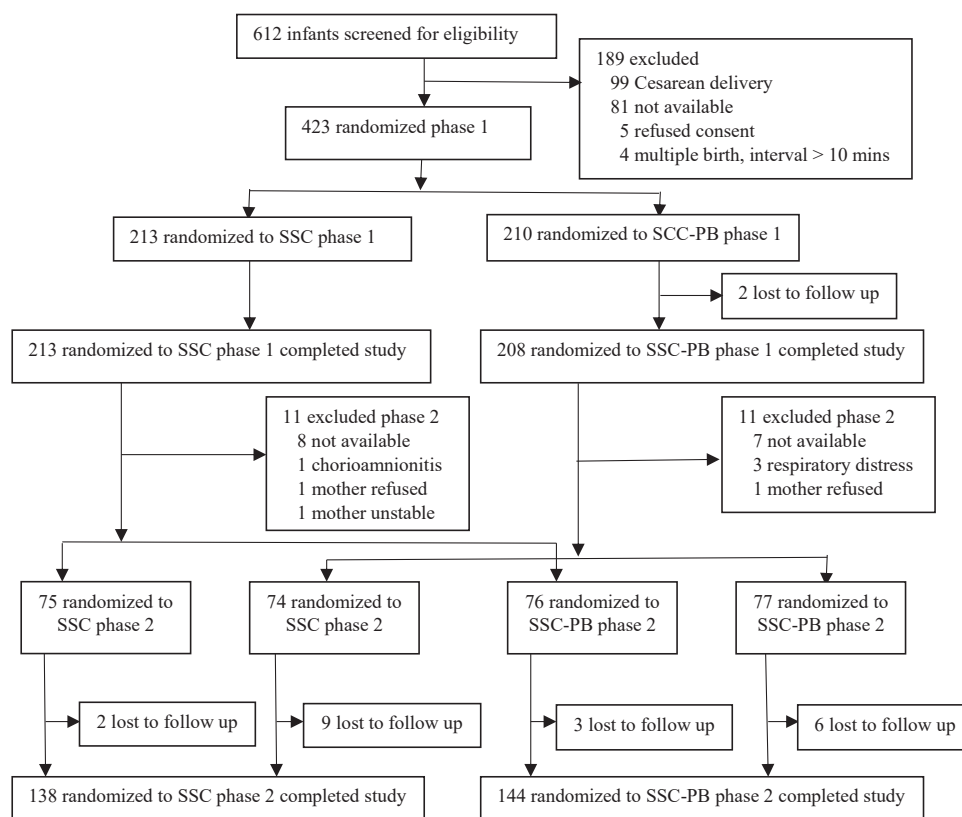 612 infants screened for eligibility
189 excluded
99 Cesarean delivery
81 not available
5 refused consent
4 multiple birth, interval > 10 mins
423 randomized phase 1
213 randomized to SSC phase 1
210 randomized to SCC-PB phase 1
2 lost to follow up
213 randomized to SSC phase 1 completed study
208 randomized to SSC-PB phase 1 completed study
11 excluded phase 2
8 not available
1 chorioamnionitis
1 mother refused
1 mother unstable
11 excluded phase 2
7 not available
3 respiratory distress
1 mother refused
75 randomized to
SSC phase 2
74 randomized to
SSC phase 2
76 randomized to
SSC-PB phase 2
77 randomized to
SSC-PB phase 2
2 lost to follow up
9 lost to follow up
3 lost to follow up
6 lost to follow up
138 randomized to SSC phase 2 completed study
144 randomized to SSC-PB phase 2 completed study